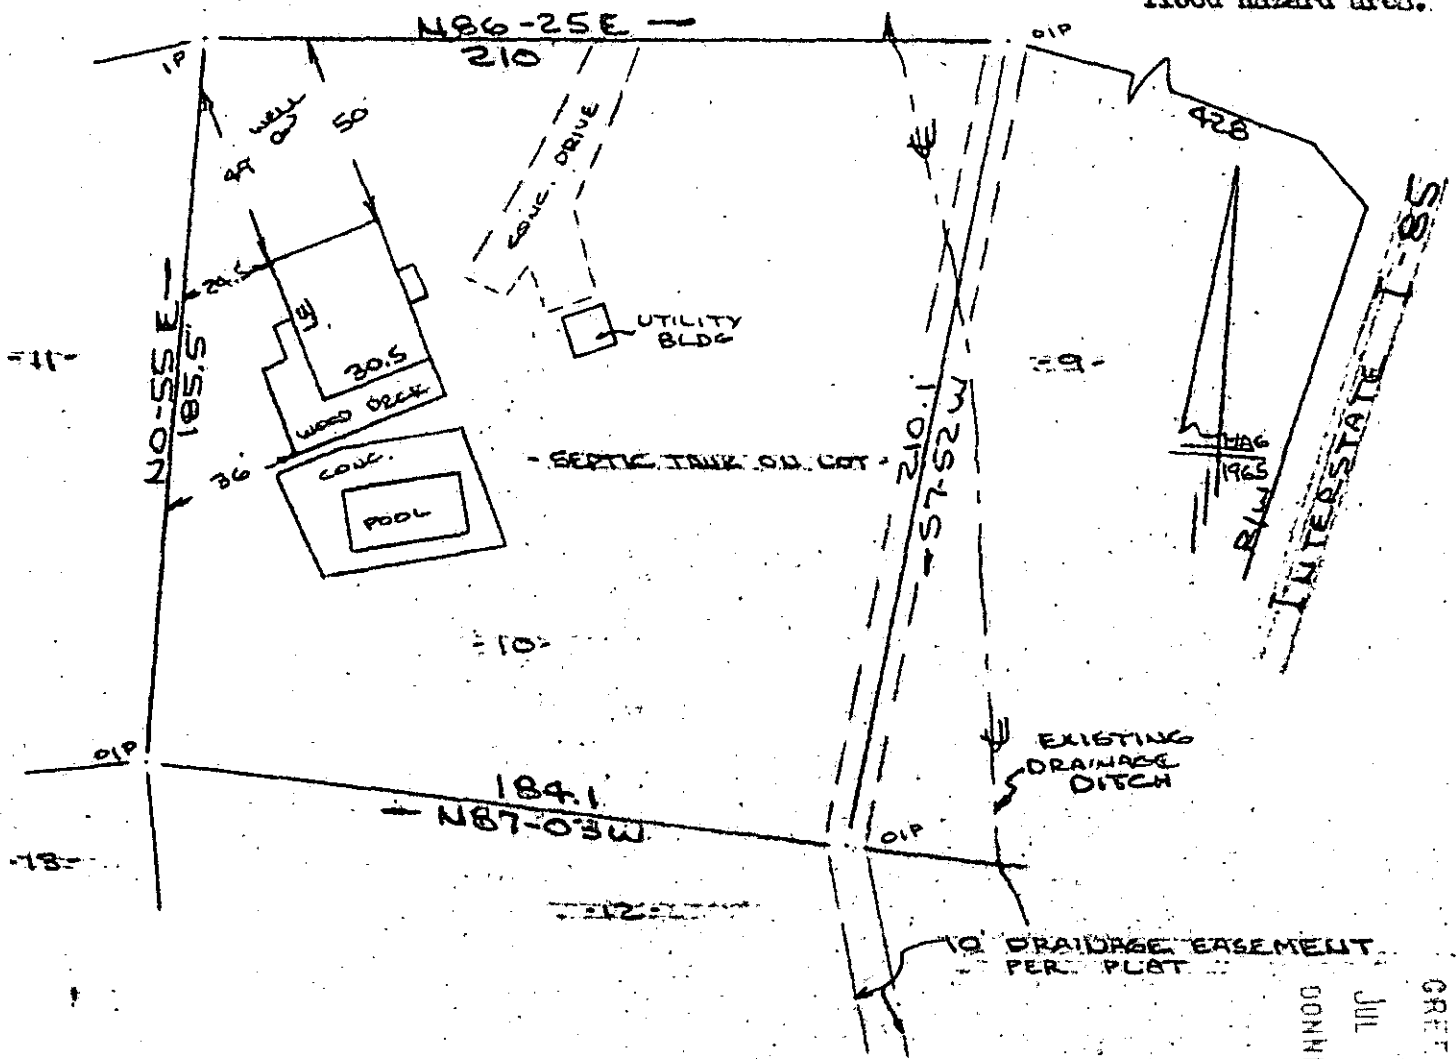 flood hazard area.
N86-25E
210
IP
OIP
428
WELL
50
49
CONC. DRIVE
24.5
N0-55E
185.5
-11-
30.5
WOOD DECK
UTILITY
BLDG
-9-
210.1
S7-52W
MAG
1965
R/W
INTERSTATE I-85
36
CONC.
POOL
-SEPTIC TANK ON LOT-
-10-
OIP
184.1
N87-03W
OIP
EXISTING
DRAINAGE
DITCH
-13-
-12-
10' DRAINAGE EASEMENT
PER PLAT
JUL
DONN